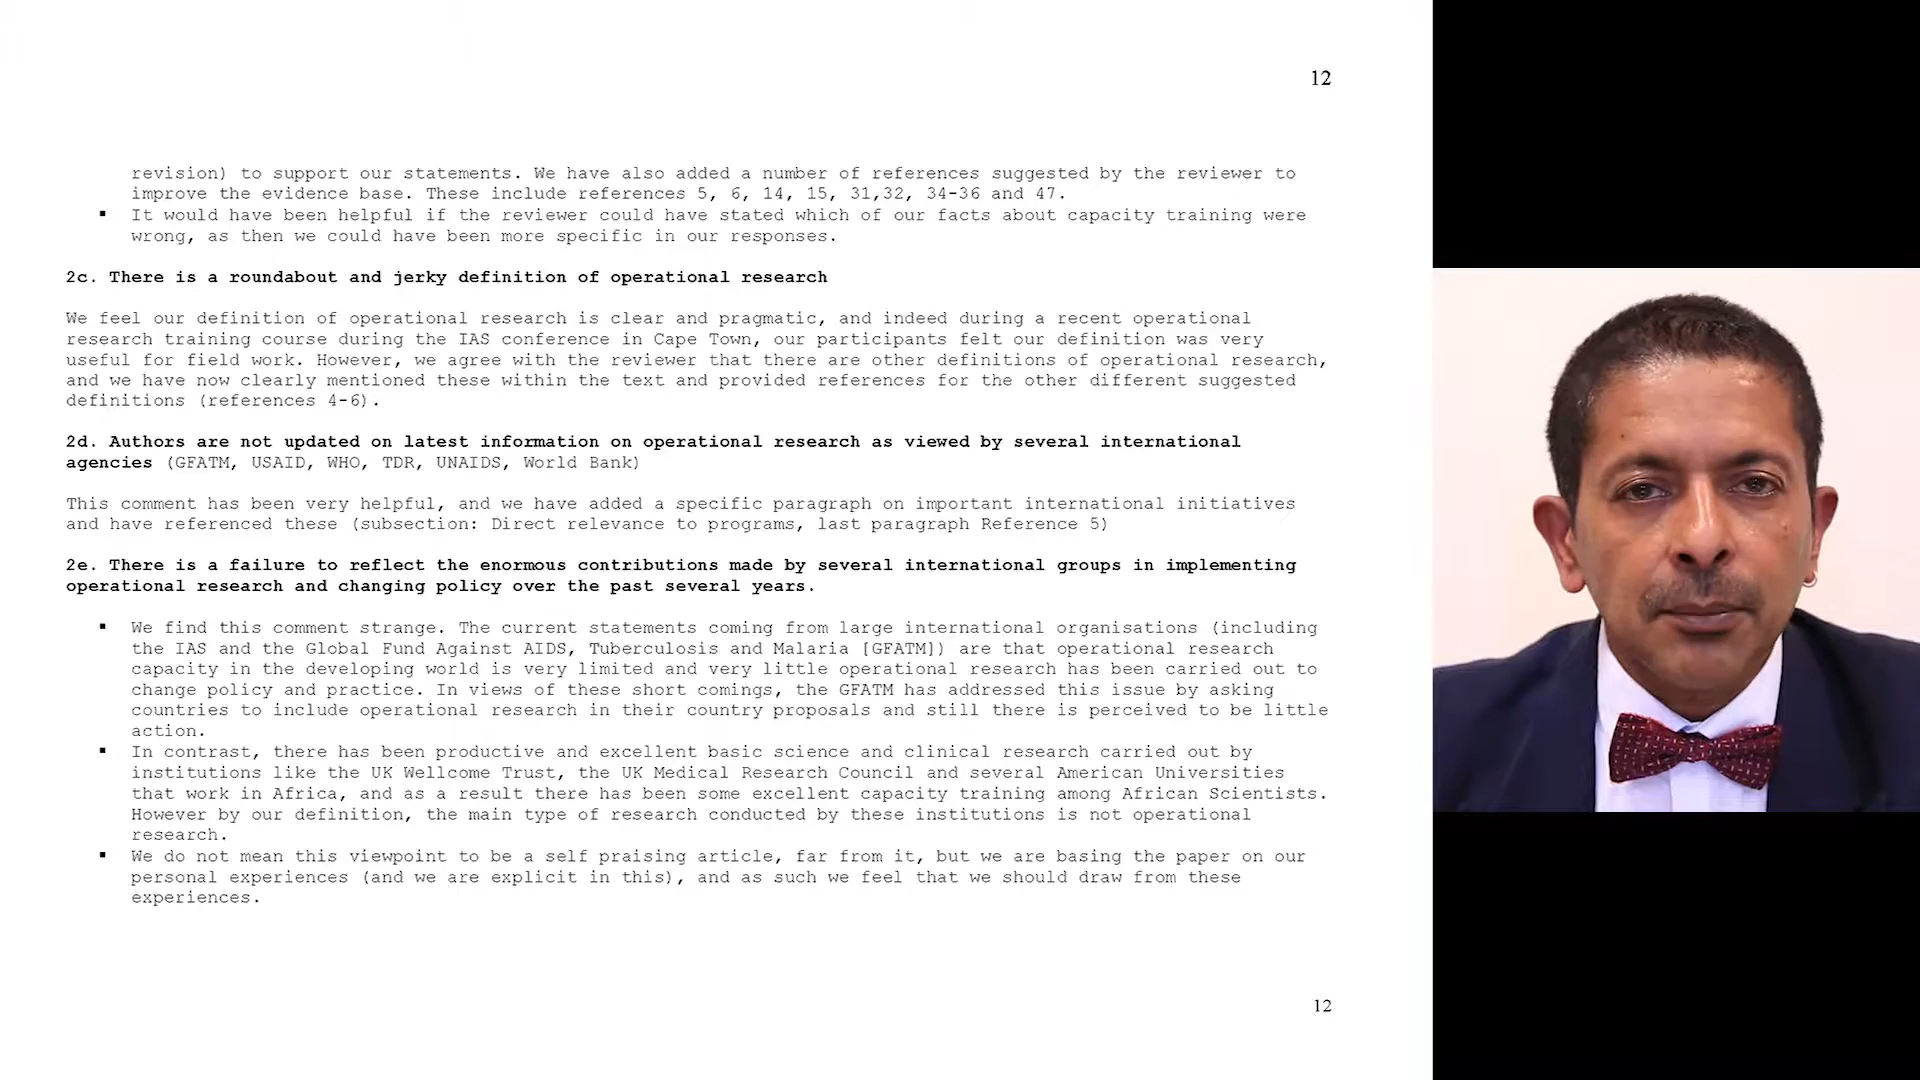 12
revision) to support our statements. We have also added a number of references suggested by the reviewer to
improve the evidence base. These include references 5, 6, 14, 15, 31,32, 34-36 and 47.
▪ It would have been helpful if the reviewer could have stated which of our facts about capacity training were
wrong, as then we could have been more specific in our responses.
2c. There is a roundabout and jerky definition of operational research
We feel our definition of operational research is clear and pragmatic, and indeed during a recent operational
research training course during the IAS conference in Cape Town, our participants felt our definition was very
useful for field work. However, we agree with the reviewer that there are other definitions of operational research,
and we have now clearly mentioned these within the text and provided references for the other different suggested
definitions (references 4-6).
2d. Authors are not updated on latest information on operational research as viewed by several international
agencies (GFATM, USAID, WHO, TDR, UNAIDS, World Bank)
This comment has been very helpful, and we have added a specific paragraph on important international initiatives
and have referenced these (subsection: Direct relevance to programs, last paragraph Reference 5)
2e. There is a failure to reflect the enormous contributions made by several international groups in implementing
operational research and changing policy over the past several years.
▪ We find this comment strange. The current statements coming from large international organisations (including
the IAS and the Global Fund Against AIDS, Tuberculosis and Malaria [GFATM]) are that operational research
capacity in the developing world is very limited and very little operational research has been carried out to
change policy and practice. In views of these short comings, the GFATM has addressed this issue by asking
countries to include operational research in their country proposals and still there is perceived to be little
action.
▪ In contrast, there has been productive and excellent basic science and clinical research carried out by
institutions like the UK Wellcome Trust, the UK Medical Research Council and several American Universities
that work in Africa, and as a result there has been some excellent capacity training among African Scientists.
However by our definition, the main type of research conducted by these institutions is not operational
research.
▪ We do not mean this viewpoint to be a self praising article, far from it, but we are basing the paper on our
personal experiences (and we are explicit in this), and as such we feel that we should draw from these
experiences.
12